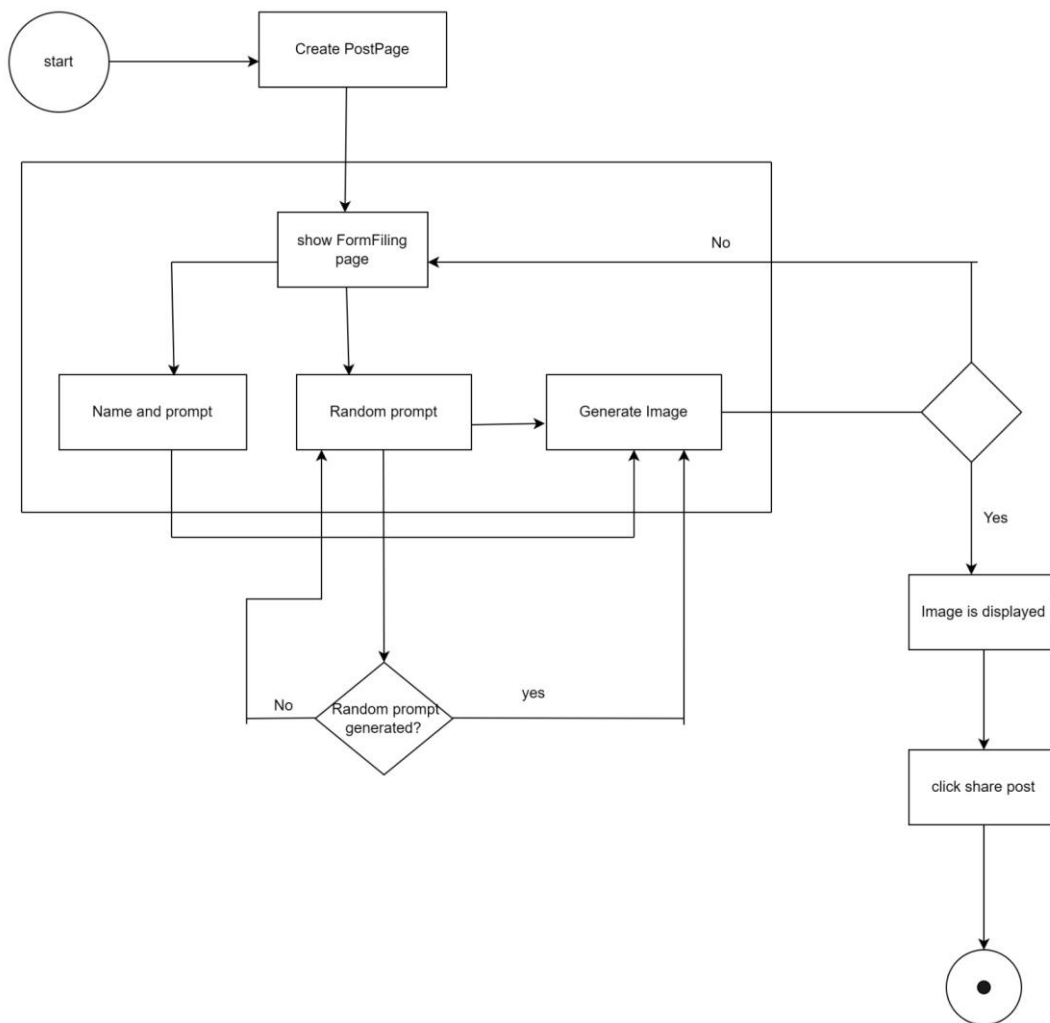 start
Create PostPage
show FormFiling
page
No
Name and prompt
Random prompt
Generate Image
Yes
Image is displayed
No
Random prompt
generated?
yes
click share post